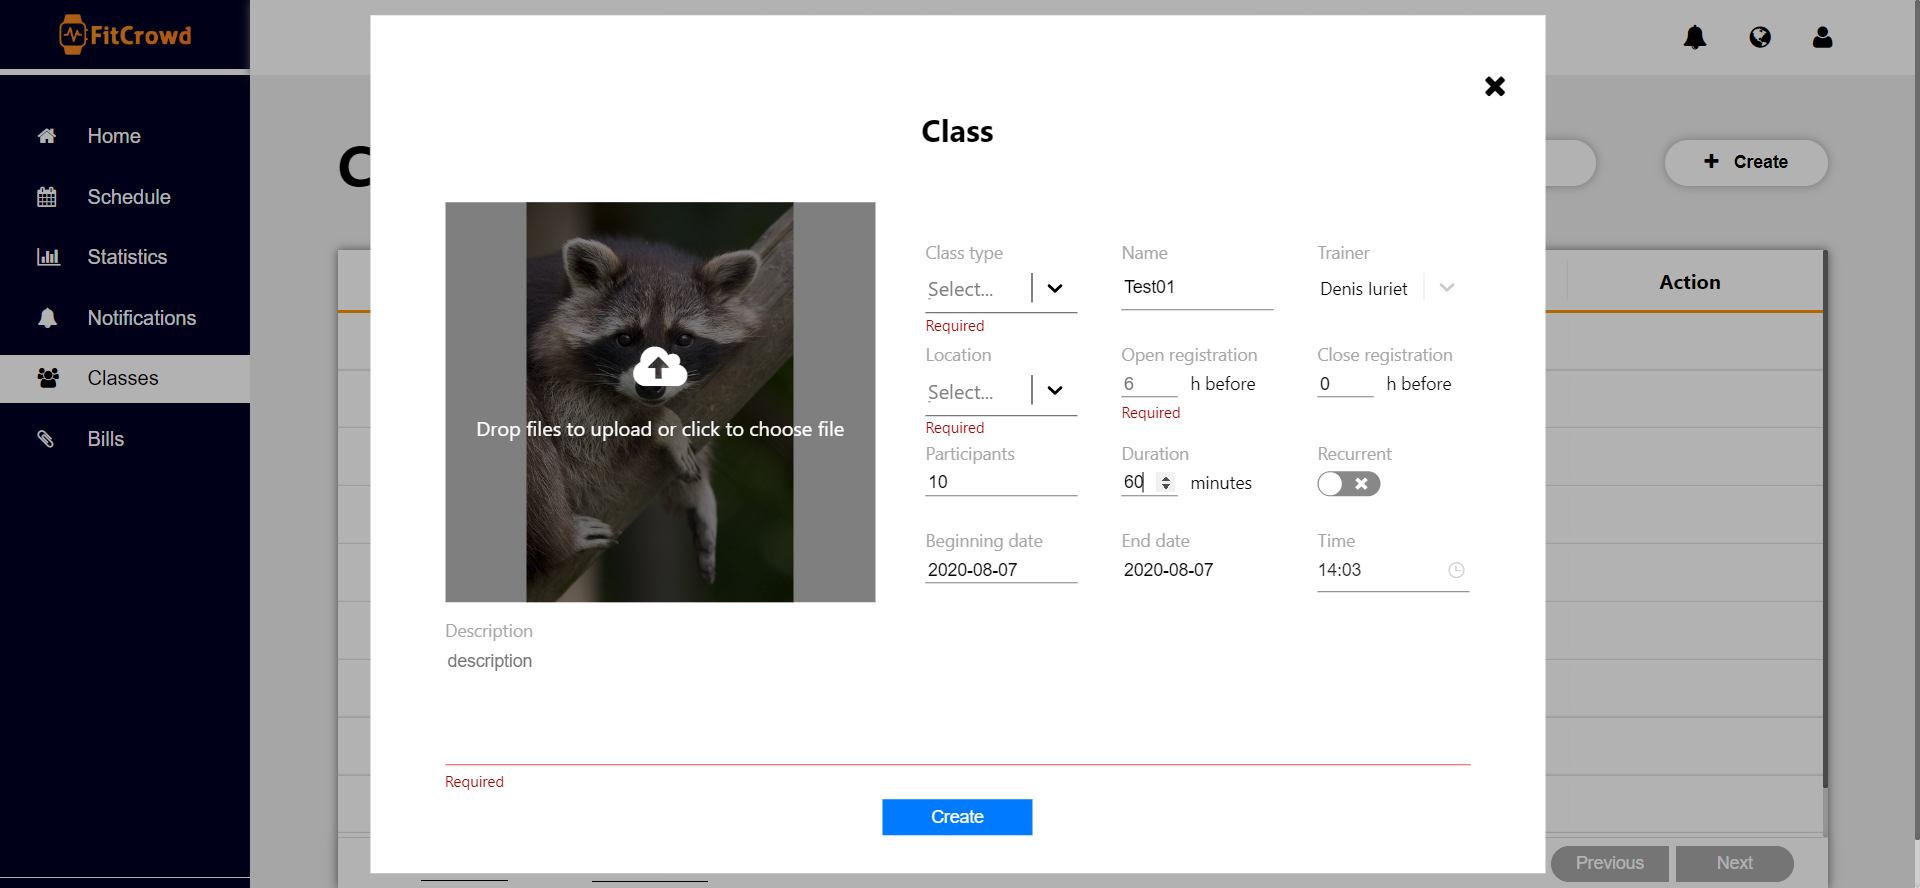 FitCrowd
Home
Schedule
Statistics
Notifications
Classes
Bills
C
Create
Action
Class
Drop files to upload or click to choose file
Class type
Name
Trainer
Select...
Test01
Denis Iuriet
Required
Location
Open registration
Close registration
Select...
6 h before
0 h before
Required
Required
Participants
Duration
Recurrent
10
60 minutes
Beginning date
End date
Time
2020-08-07
2020-08-07
14:03
Description
description
Required
Create
Previous
Next